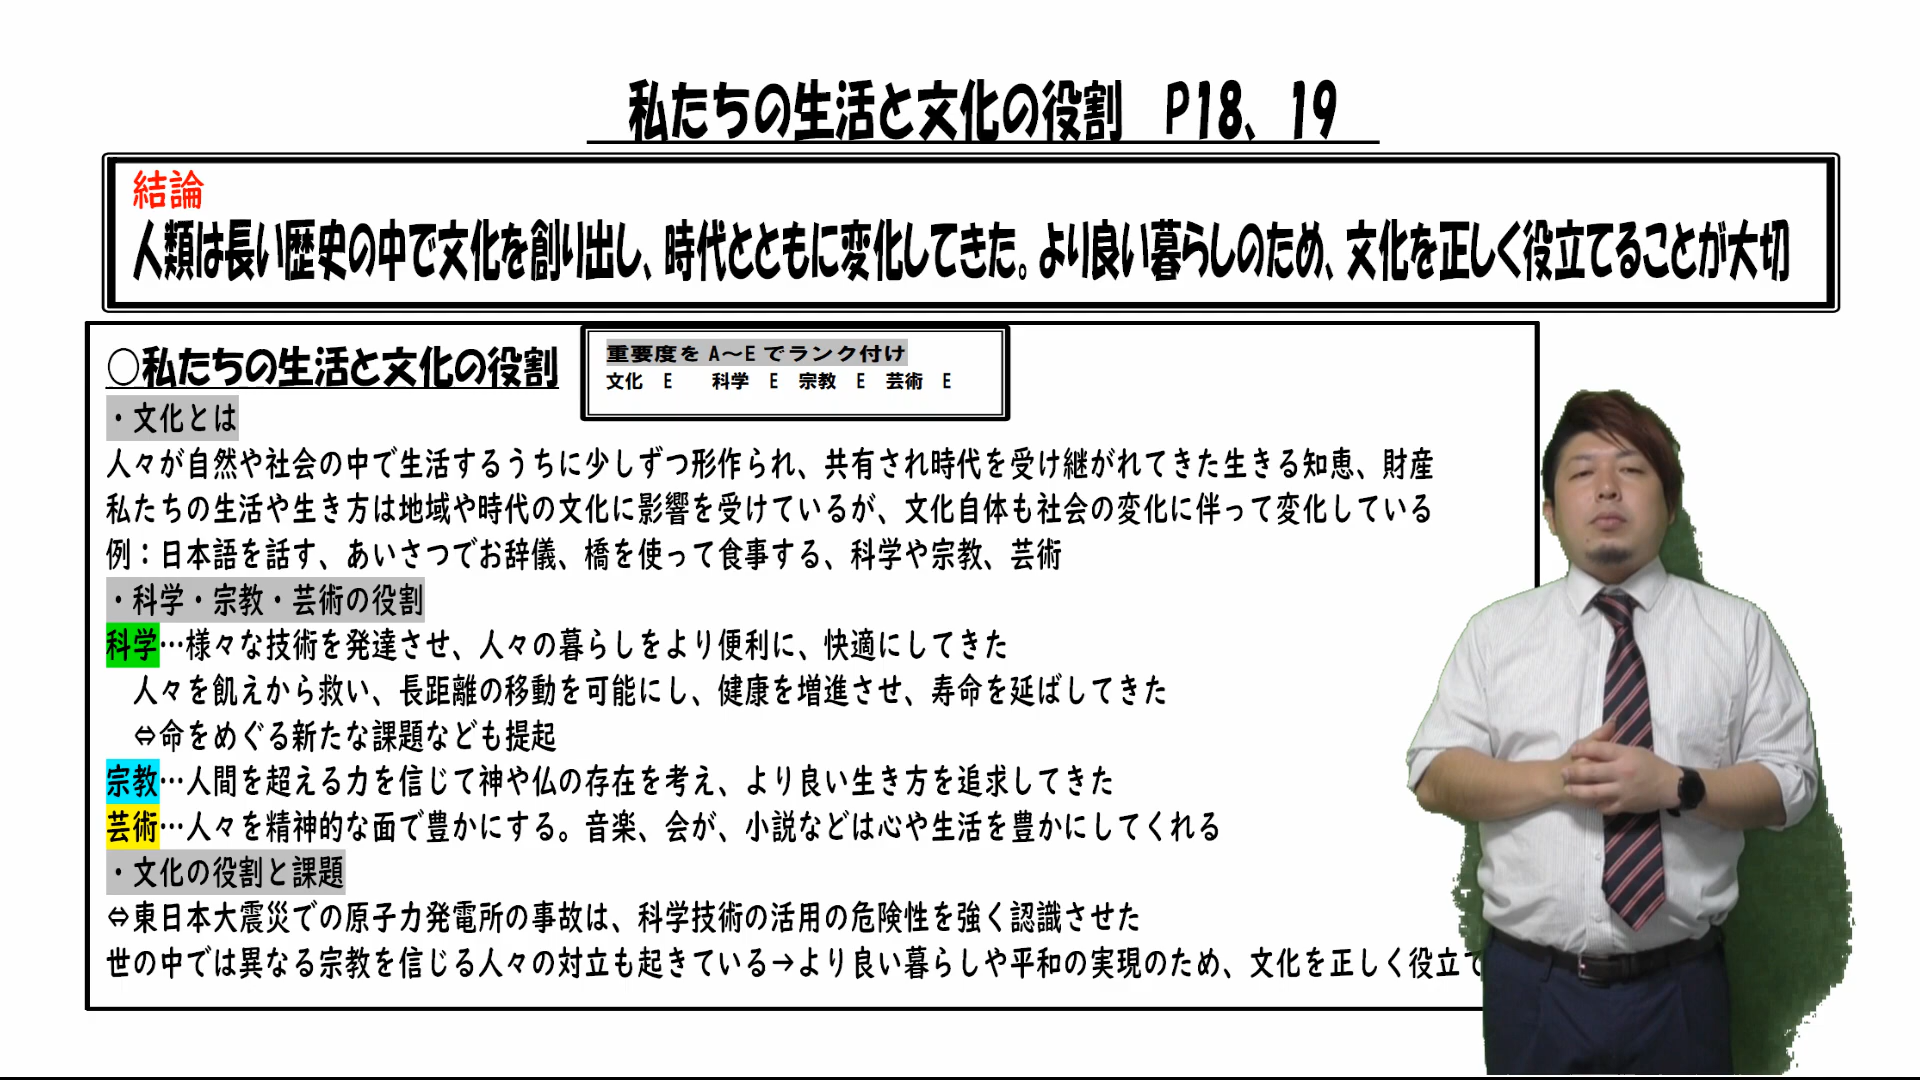 私たちの生活と文化の役割　P18、19
結論
人類は長い歴史の中で文化を創り出し、時代とともに変化してきた。より良い暮らしのため、文化を正しく役立てることが大切
○私たちの生活と文化の役割
重要度を A～E でランク付け
文化　E　　科学　E　宗教　E　芸術　E
・文化とは
人々が自然や社会の中で生活するうちに少しずつ形作られ、共有され時代を受け継がれてきた生きる知恵、財産
私たちの生活や生き方は地域や時代の文化に影響を受けているが、文化自体も社会の変化に伴って変化している
例：日本語を話す、あいさつでお辞儀、橋を使って食事する、科学や宗教、芸術
・科学・宗教・芸術の役割
科学…様々な技術を発達させ、人々の暮らしをより便利に、快適にしてきた
人々を飢えから救い、長距離の移動を可能にし、健康を増進させ、寿命を延ばしてきた
⇔命をめぐる新たな課題なども提起
宗教…人間を超える力を信じて神や仏の存在を考え、より良い生き方を追求してきた
芸術…人々を精神的な面で豊かにする。音楽、会が、小説などは心や生活を豊かにしてくれる
・文化の役割と課題
⇔東日本大震災での原子力発電所の事故は、科学技術の活用の危険性を強く認識させた
世の中では異なる宗教を信じる人々の対立も起きている→より良い暮らしや平和の実現のため、文化を正しく役立て